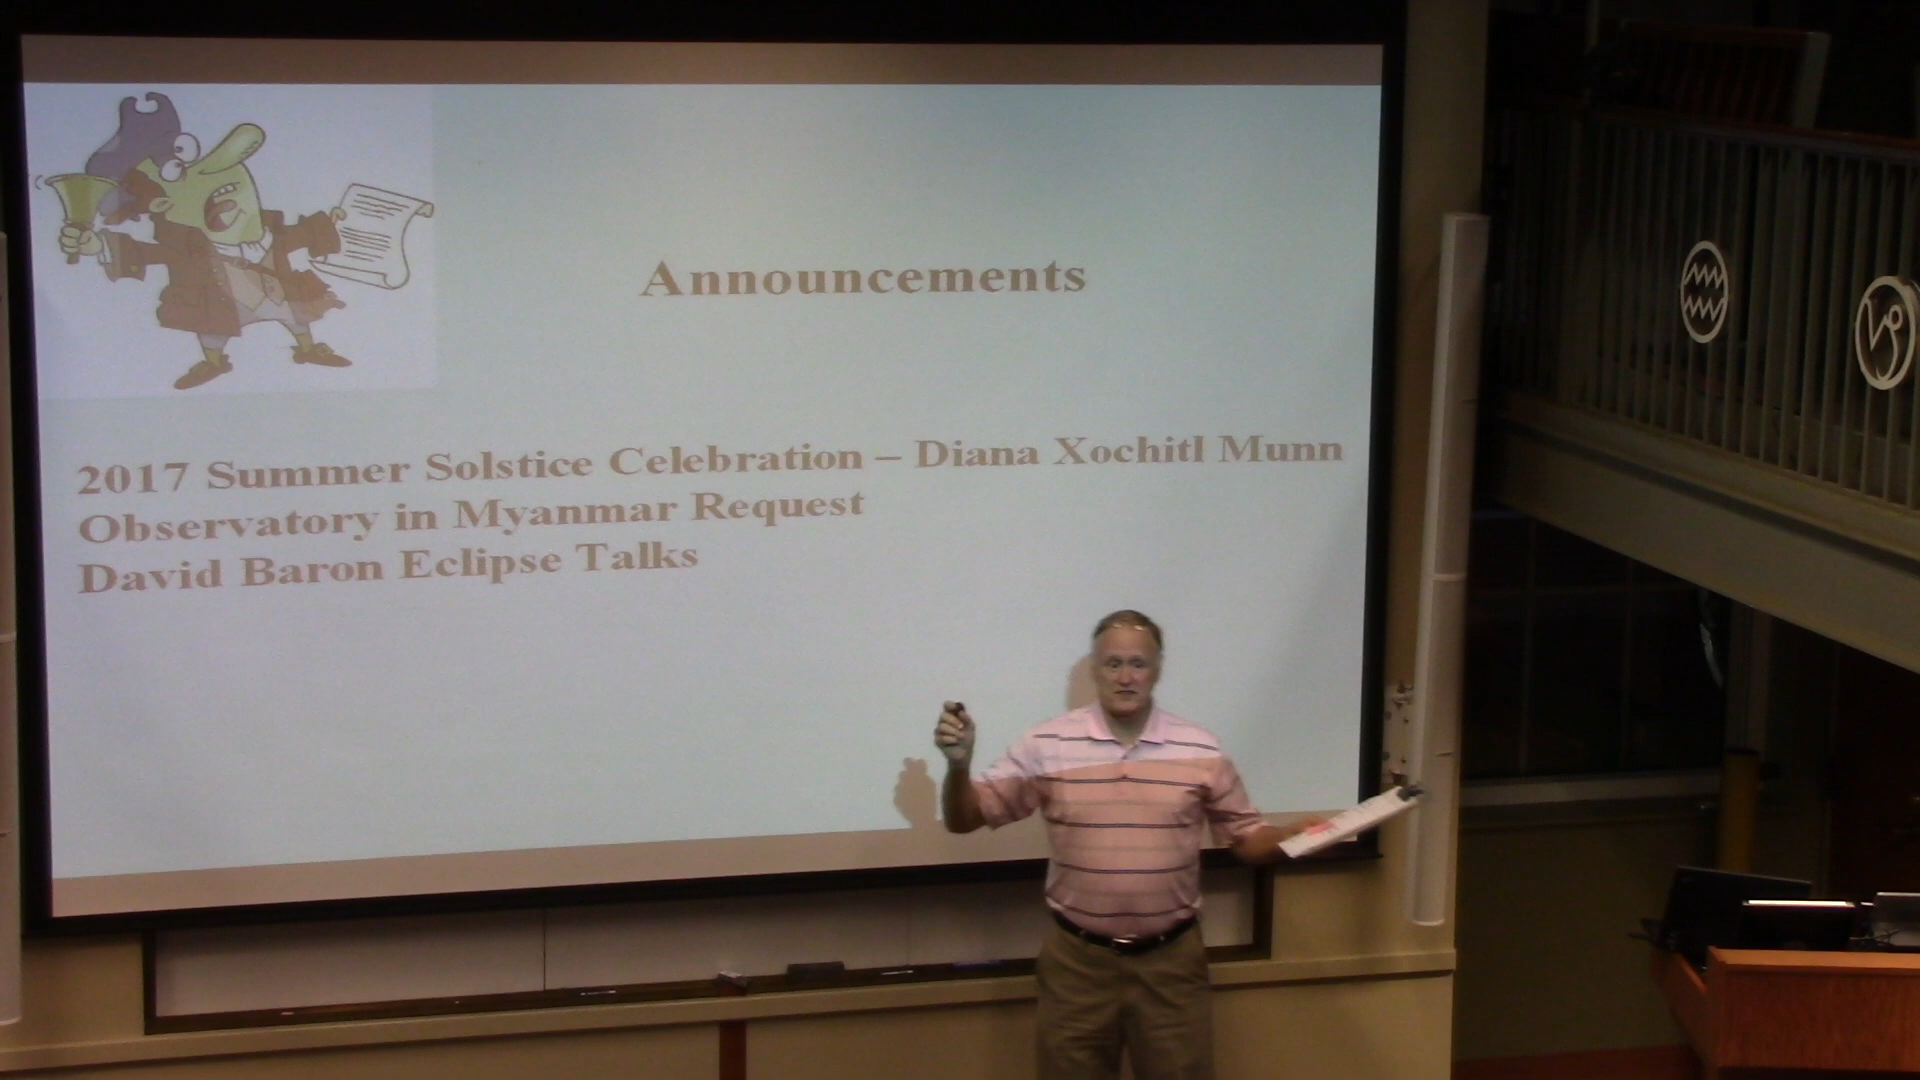 Announcements
2017 Summer Solstice Celebration – Diana Xochitl Munn
Observatory in Myanmar Request
David Baron Eclipse Talks